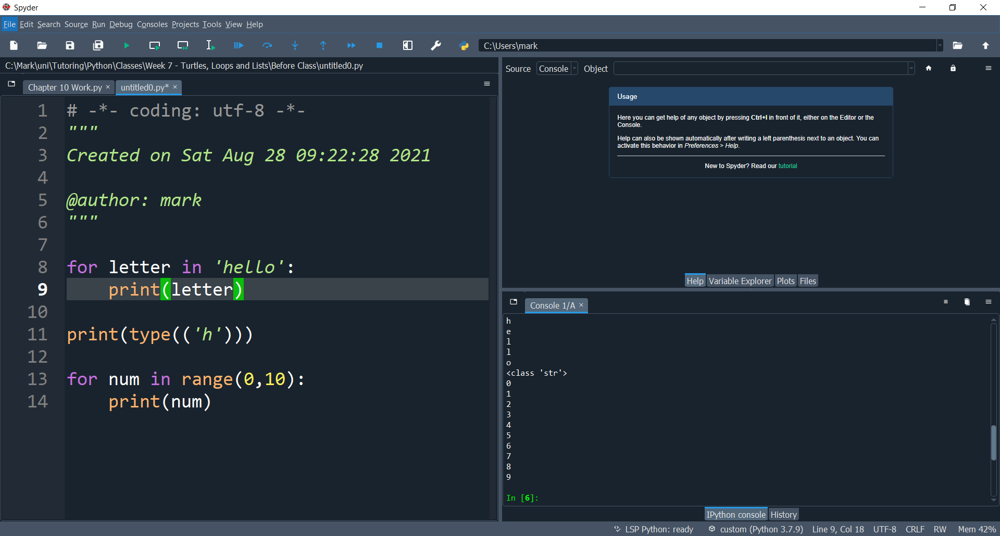 Spyder
File Edit Search Source Run Debug Consoles Projects Tools View Help
C:\Users\mark
C:\Mark\uni\Tutoring\Python\Classes\Week 7 - Turtles, Loops and Lists\Before Class\untitled0.py
Chapter 10 Work.py × untitled0.py* ×
1 # -*- coding: utf-8 -*-
2 """
3 Created on Sat Aug 28 09:22:28 2021
4
5 @author: mark
6 """
7
8 for letter in 'hello':
9     print(letter)
10
11 print(type(('h')))
12
13 for num in range(0,10):
14     print(num)
Source Console Object
Usage
Here you can get help of any object by pressing Ctrl+I in front of it, either on the Editor or the
Console.
Help can also be shown automatically after writing a left parenthesis next to an object. You can
activate this behavior in Preferences > Help.
New to Spyder? Read our tutorial
Help Variable Explorer Plots Files
Console 1/A ×
h
e
l
l
o
<class 'str'>
0
1
2
3
4
5
6
7
8
9
In [6]:
IPython console History
LSP Python: ready custom (Python 3.7.9) Line 9, Col 18 UTF-8 CRLF RW Mem 42%